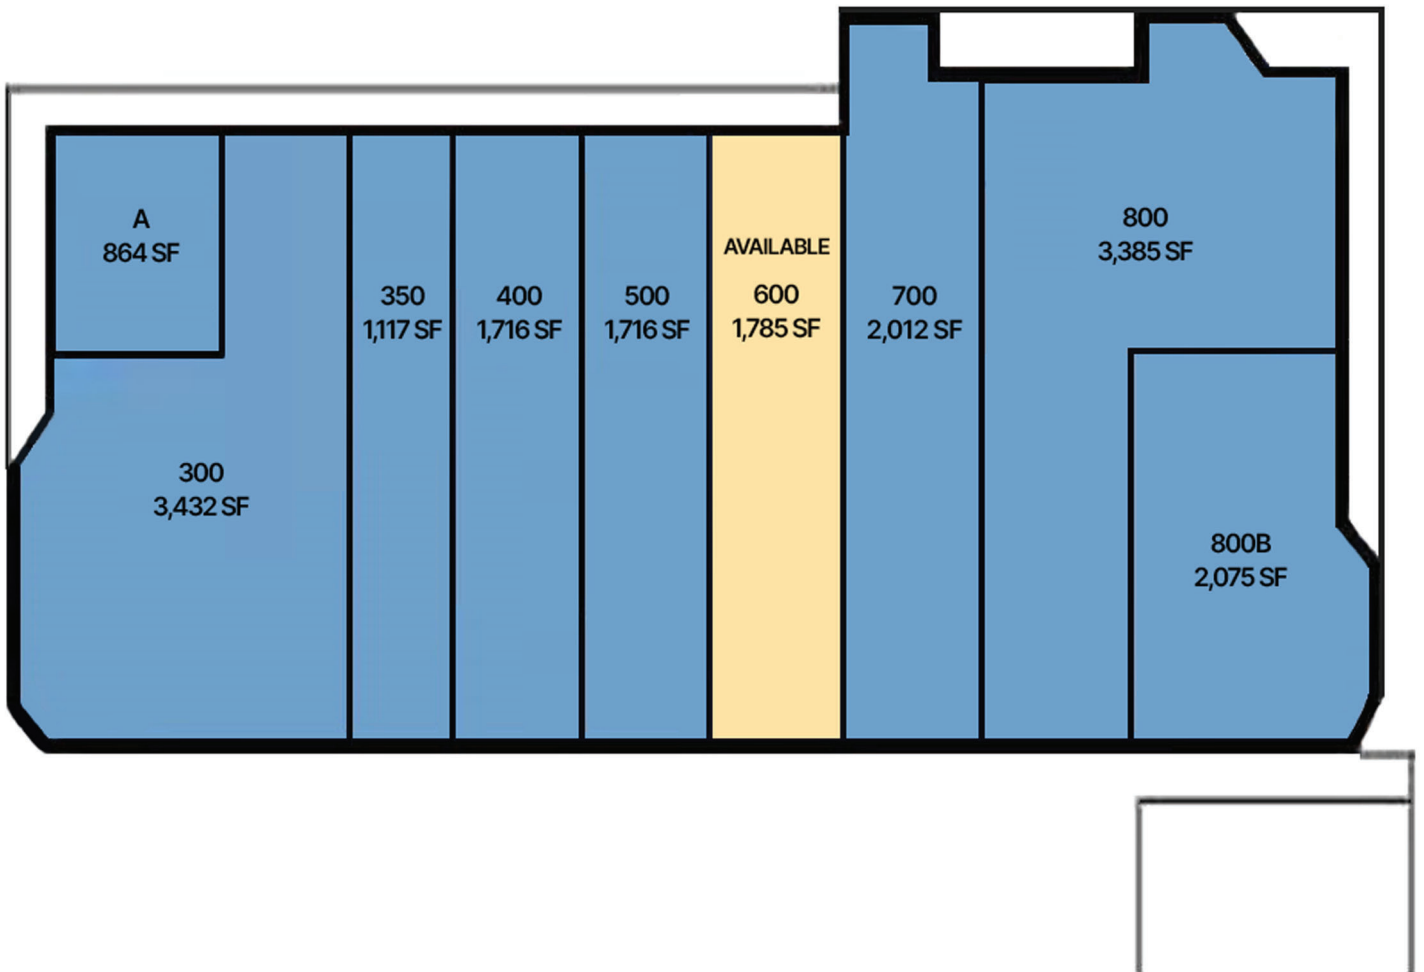 A
864 SF
300
3,432 SF
350
1,117 SF
400
1,716 SF
500
1,716 SF
AVAILABLE
600
1,785 SF
700
2,012 SF
800
3,385 SF
800B
2,075 SF